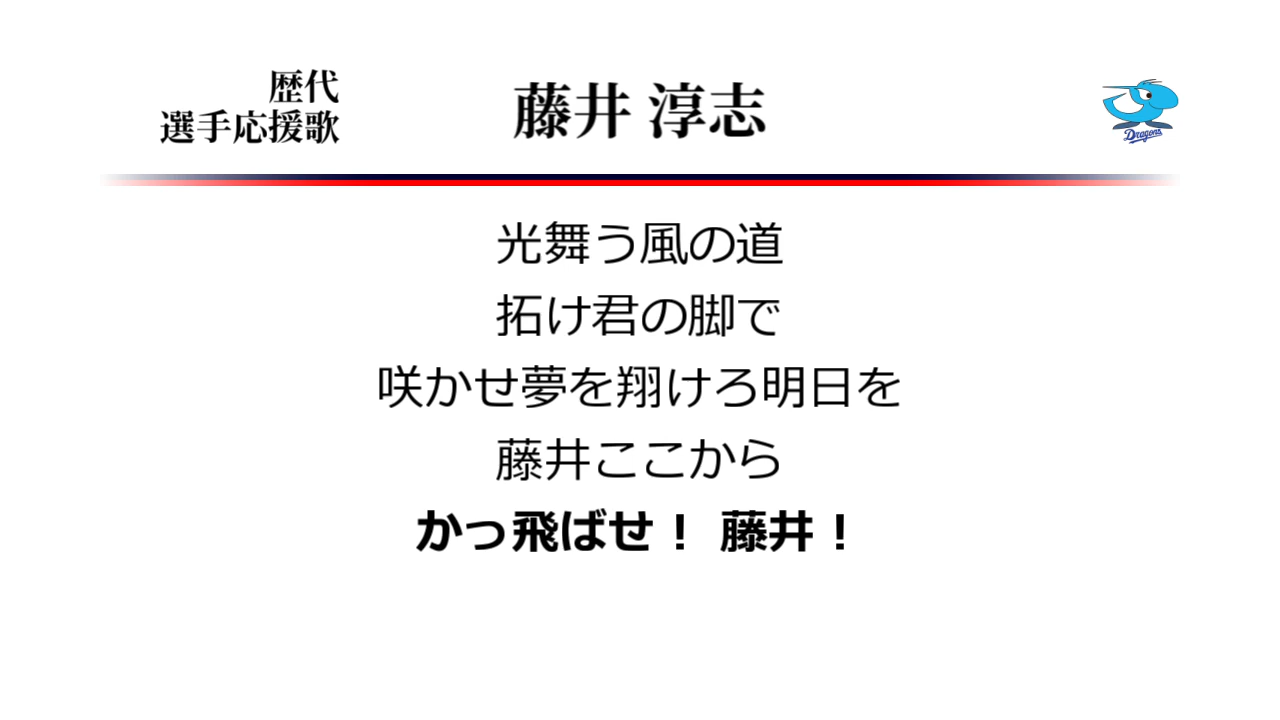 歴代
選手応援歌
藤井 淳志
Dragons
光舞う風の道
拓け君の脚で
咲かせ夢を翔けろ明日を
藤井ここから
かっ飛ばせ！ 藤井！